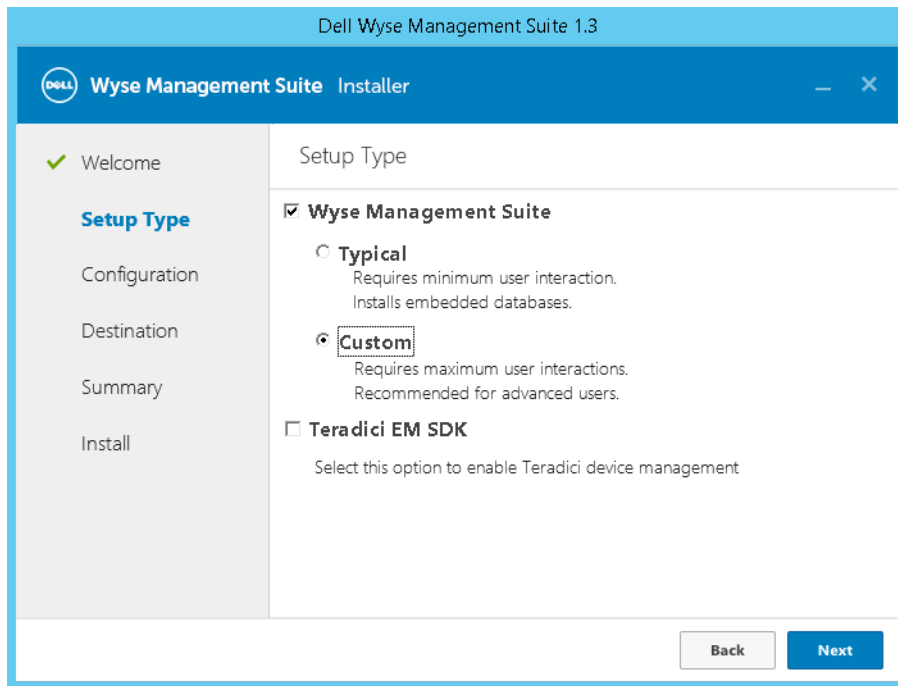 Dell Wyse Management Suite 1.3
DELL Wyse Management Suite Installer
Welcome
Setup Type
Configuration
Destination
Summary
Install
Setup Type
Wyse Management Suite
Typical
Requires minimum user interaction.
Installs embedded databases.
Custom
Requires maximum user interactions.
Recommended for advanced users.
Teradici EM SDK
Select this option to enable Teradici device management
Back Next